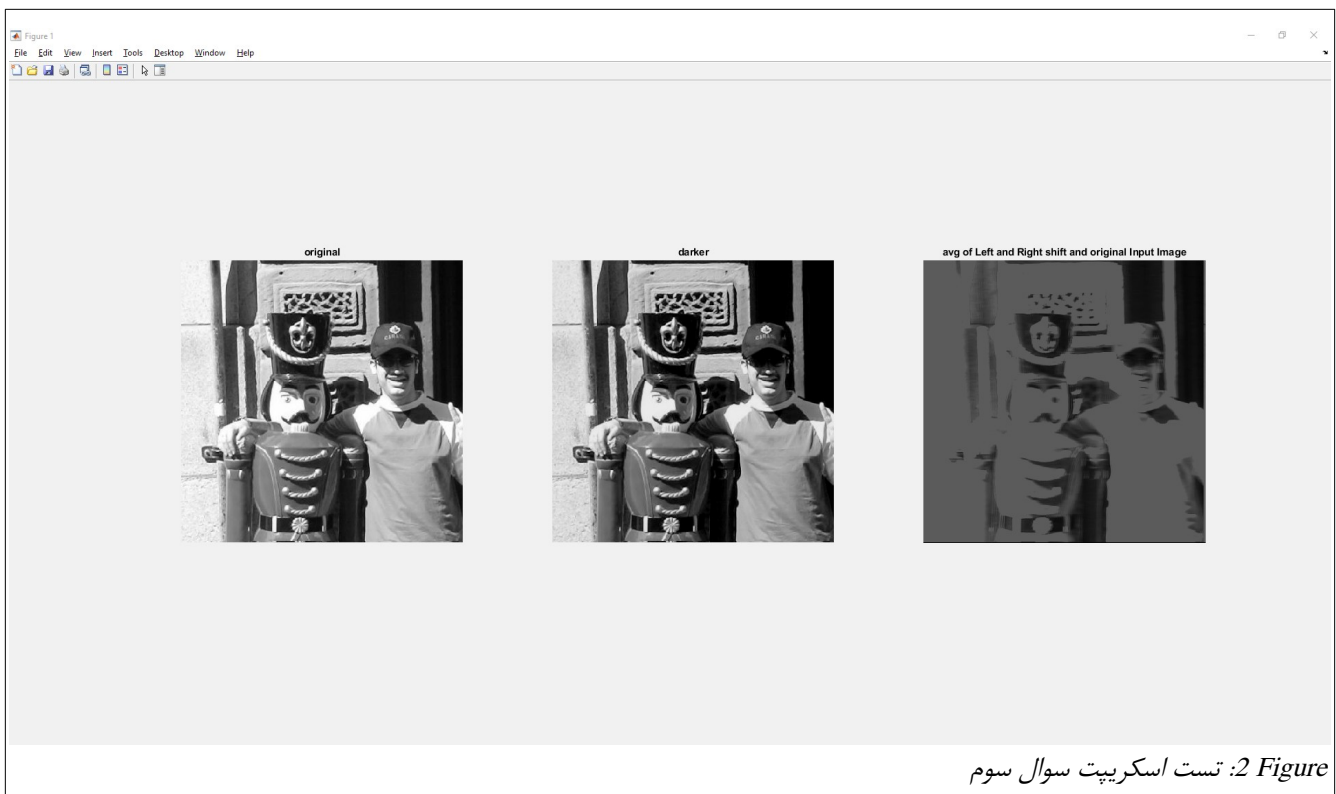 Figure 1
File Edit View Insert Tools Desktop Window Help
original
darker
avg of Left and Right shift and original Input Image
Figure 2: تست اسکریپت سوال سوم